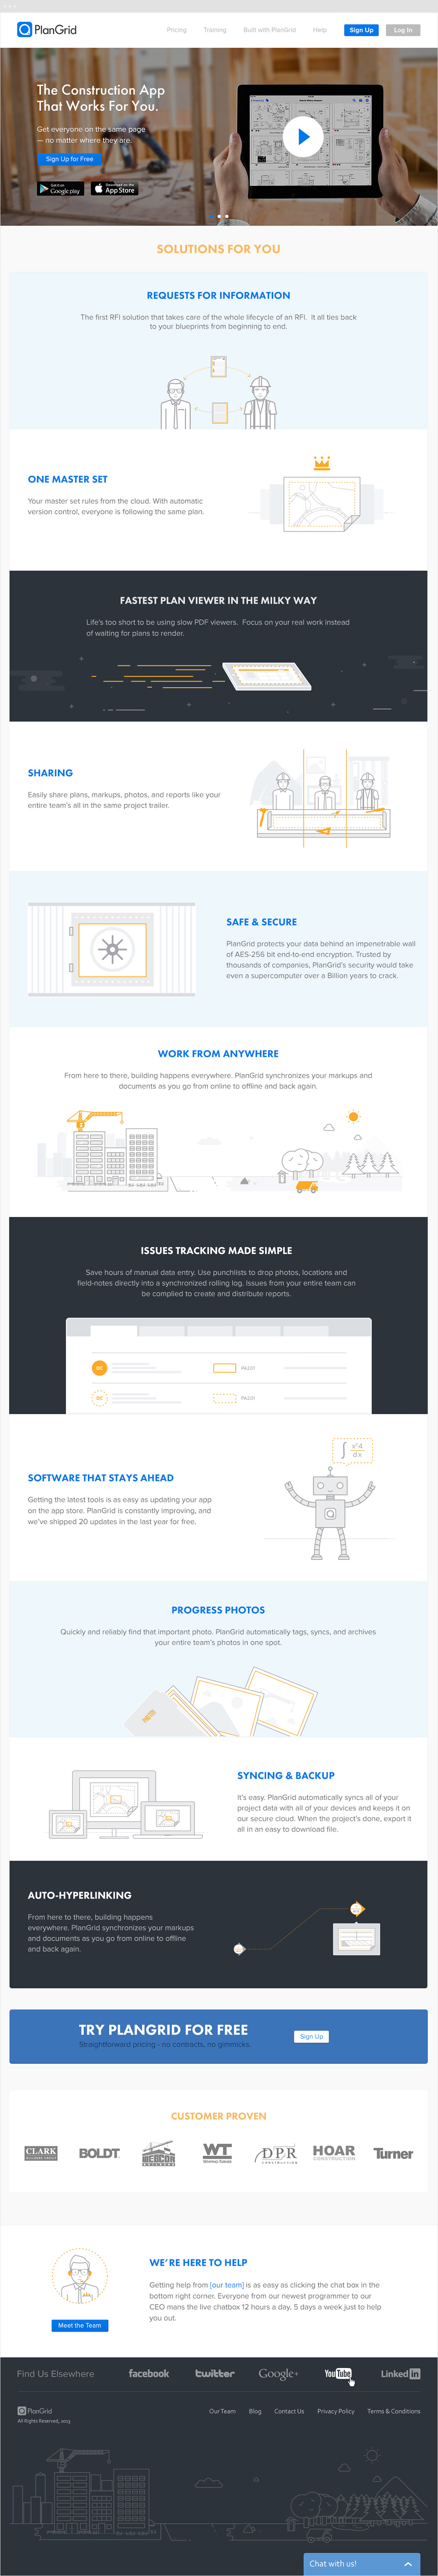 PlanGrid
Pricing
Training
Built with PlanGrid
Help
Sign Up
Log In
The Construction App
That Works For You.
Get everyone on the same page
— no matter where they are.
Sign Up for Free
Get it on
Google play
Download on the
App Store
SOLUTIONS FOR YOU
REQUESTS FOR INFORMATION
The first RFI solution that takes care of the whole lifecycle of an RFI. It all ties back
to your blueprints from beginning to end.
ONE MASTER SET
Your master set rules from the cloud. With automatic
version control, everyone is following the same plan.
FASTEST PLAN VIEWER IN THE MILKY WAY
Life's too short to be using slow PDF viewers. Focus on your real work instead
of waiting for plans to render.
SHARING
Easily share plans, markups, photos, and reports like your
entire team's all in the same project trailer.
SAFE & SECURE
PlanGrid protects your data behind an impenetrable wall
of AES-256 bit end-to-end encryption. Trusted by
thousands of companies, PlanGrid's security would take
even a supercomputer over a Billion years to crack.
WORK FROM ANYWHERE
From here to there, building happens everywhere. PlanGrid synchronizes your markups and
documents as you go from online to offline and back again.
ISSUES TRACKING MADE SIMPLE
Save hours of manual data entry. Use punchlists to drop photos, locations and
field-notes directly into a synchronized rolling log. Issues from your entire team can
be complied to create and distribute reports.
DC
PA2.01
DC
PA2.01
SOFTWARE THAT STAYS AHEAD
Getting the latest tools is as easy as updating your app
on the app store. PlanGrid is constantly improving, and
we've shipped 20 updates in the last year for free.
PROGRESS PHOTOS
Quickly and reliably find that important photo. PlanGrid automatically tags, syncs, and archives
your entire team's photos in one spot.
PHOTO
SYNCING & BACKUP
It's easy. PlanGrid automatically syncs all of your
project data with all of your devices and keeps it on
our secure cloud. When the project's done, export it
all in an easy to download file.
AUTO-HYPERLINKING
From here to there, building happens
everywhere. PlanGrid synchronizes your markups
and documents as you go from online to offline
and back again.
TRY PLANGRID FOR FREE
Straightforward pricing - no contracts, no gimmicks.
Sign Up
CUSTOMER PROVEN
CLARK
BOLDT
WEBCOR
BUILDERS
WT
WHITING-TURNER
DPR
CONSTRUCTION
HOAR
CONSTRUCTION
Turner
WE'RE HERE TO HELP
Getting help from [our team] is as easy as clicking the chat box in the
bottom right corner. Everyone from our newest programmer to our
CEO mans the live chatbox 12 hours a day, 5 days a week just to help
you out.
Meet the Team
Find Us Elsewhere
facebook
twitter
Google+
YouTube
Linked in
PlanGrid
All Rights Reserved, 2013
Our Team
Blog
Contact Us
Privacy Policy
Terms & Conditions
Chat with us!